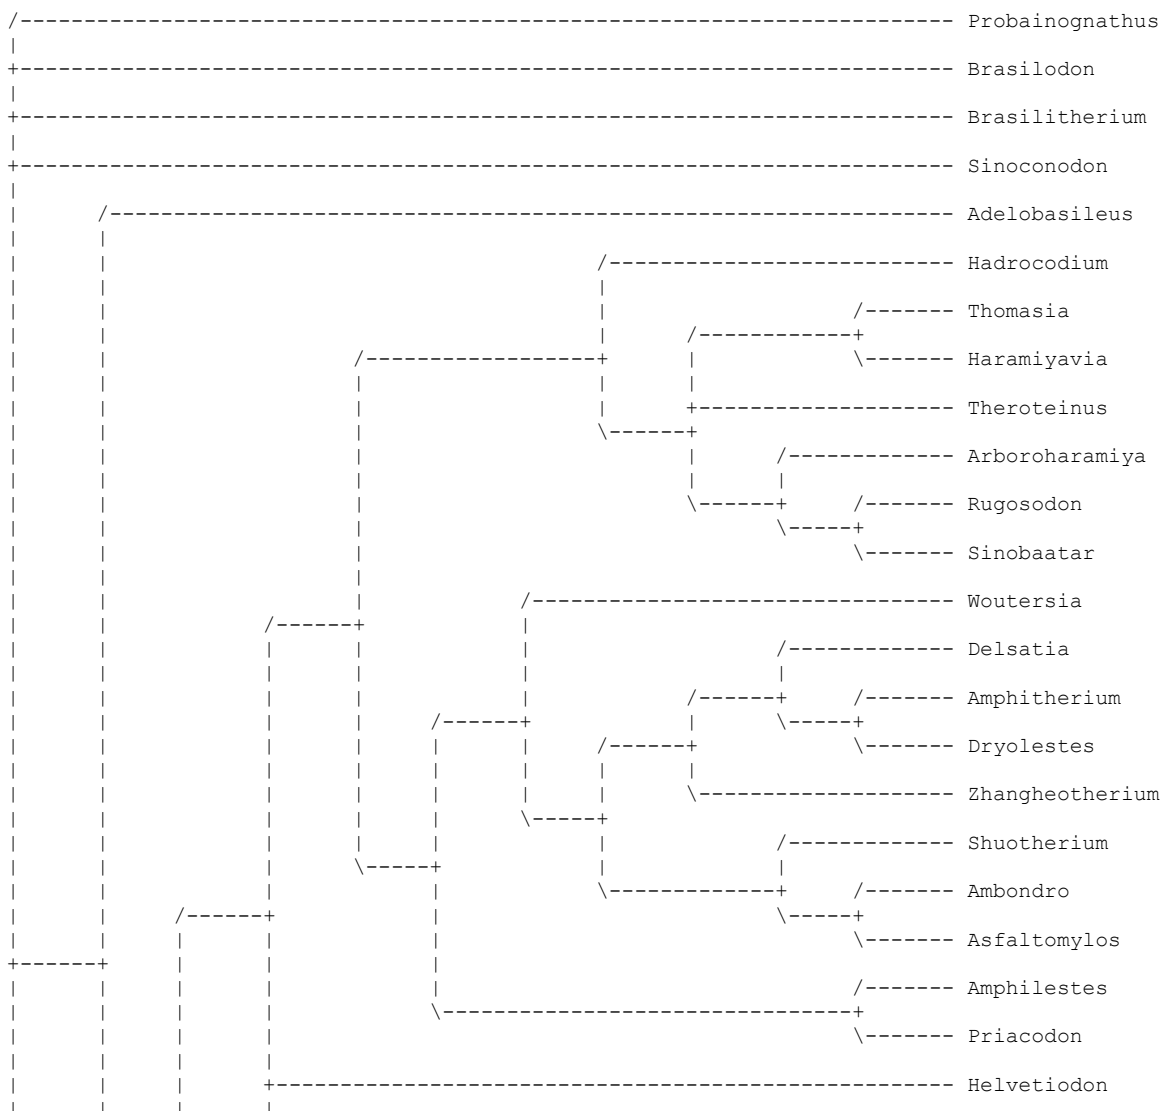 Probainognathus
Brasilodon
Brasilitherium
Sinoconodon
Adelobasileus
Hadrocodium
Thomasia
Haramiyavia
Theroteinus
Arboroharamiya
Rugosodon
Sinobaatar
Woutersia
Delsatia
Amphitherium
Dryolestes
Zhangheotherium
Shuotherium
Ambondro
Asfaltomylos
Amphilestes
Priacodon
Helvetiodon